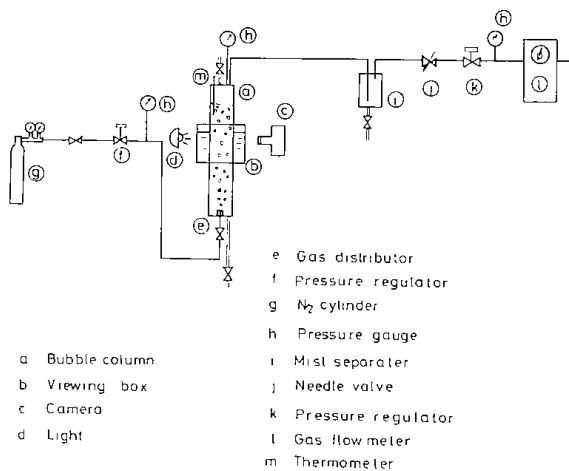 h
m
a
h
k
h
l
i
j
c
h
d
b
f
g
e
e Gas distributor
f Pressure regulator
g N₂ cylinder
h Pressure gauge
i Mist separater
j Needle valve
k Pressure regulator
l Gas flow meter
m Thermometer
a Bubble column
b Viewing box
c Camera
d Light